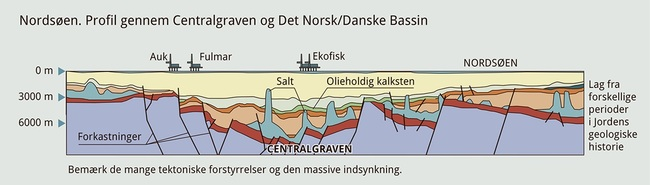 Nordsøen. Profil gennem Centralgraven og Det Norsk/Danske Bassin
Auk
Fulmar
Ekofisk
NORDSØEN
0 m
3000 m
6000 m
Salt
Olieholdig kalksten
Forkastninger
CENTRALGRAVEN
Lag fra
forskellige
perioder
i Jordens
geologiske
historie
Bemærk de mange tektoniske forstyrrelser og den massive indsynkning.